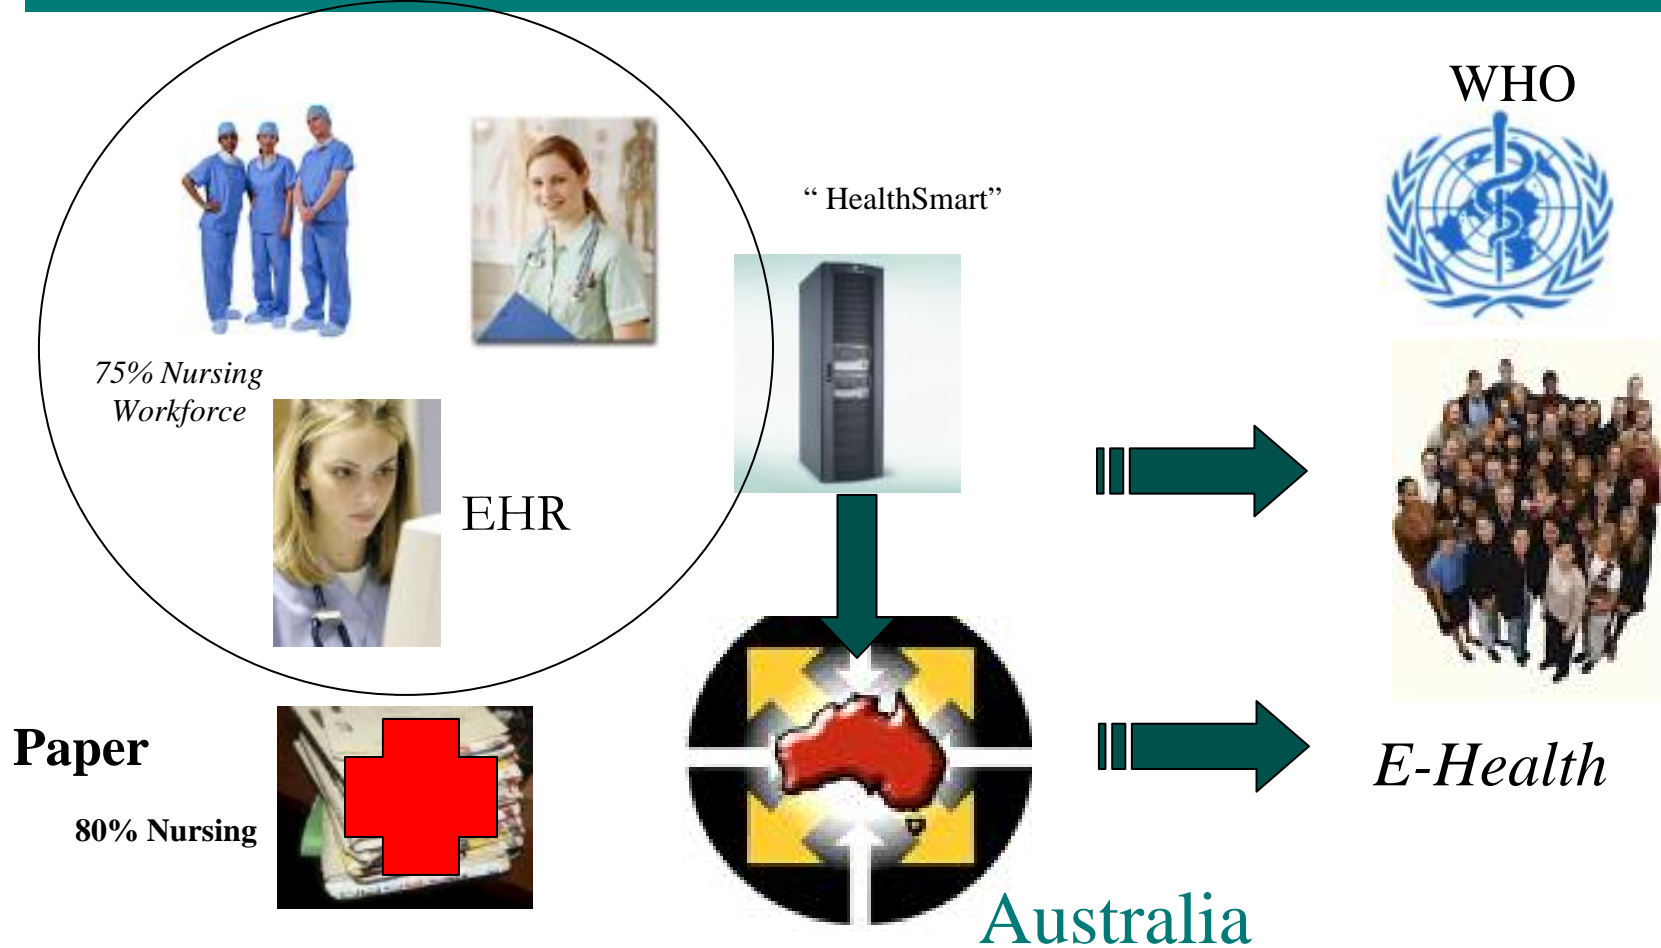 WHO
“ HealthSmart”
75% Nursing
Workforce
EHR
Paper
E-Health
80% Nursing
Australia